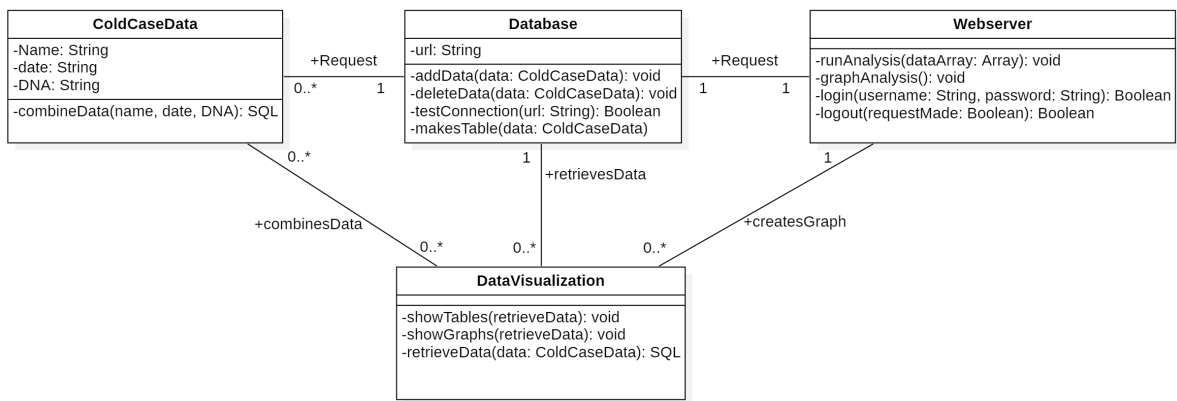 ColdCaseData
-Name: String
-date: String
-DNA: String
-combineData(name, date, DNA): SQL
+Request
0..*
1
Database
-url: String
-addData(data: ColdCaseData): void
-deleteData(data: ColdCaseData): void
-testConnection(url: String): Boolean
-makesTable(data: ColdCaseData)
+Request
1
1
Webserver
-runAnalysis(dataArray: Array): void
-graphAnalysis(): void
-login(username: String, password: String): Boolean
-logout(requestMade: Boolean): Boolean
0..*
+combinesData
0..*
1
+retrievesData
0..*
1
+createsGraph
0..*
DataVisualization
-showTables(retrieveData): void
-showGraphs(retrieveData): void
-retrieveData(data: ColdCaseData): SQL